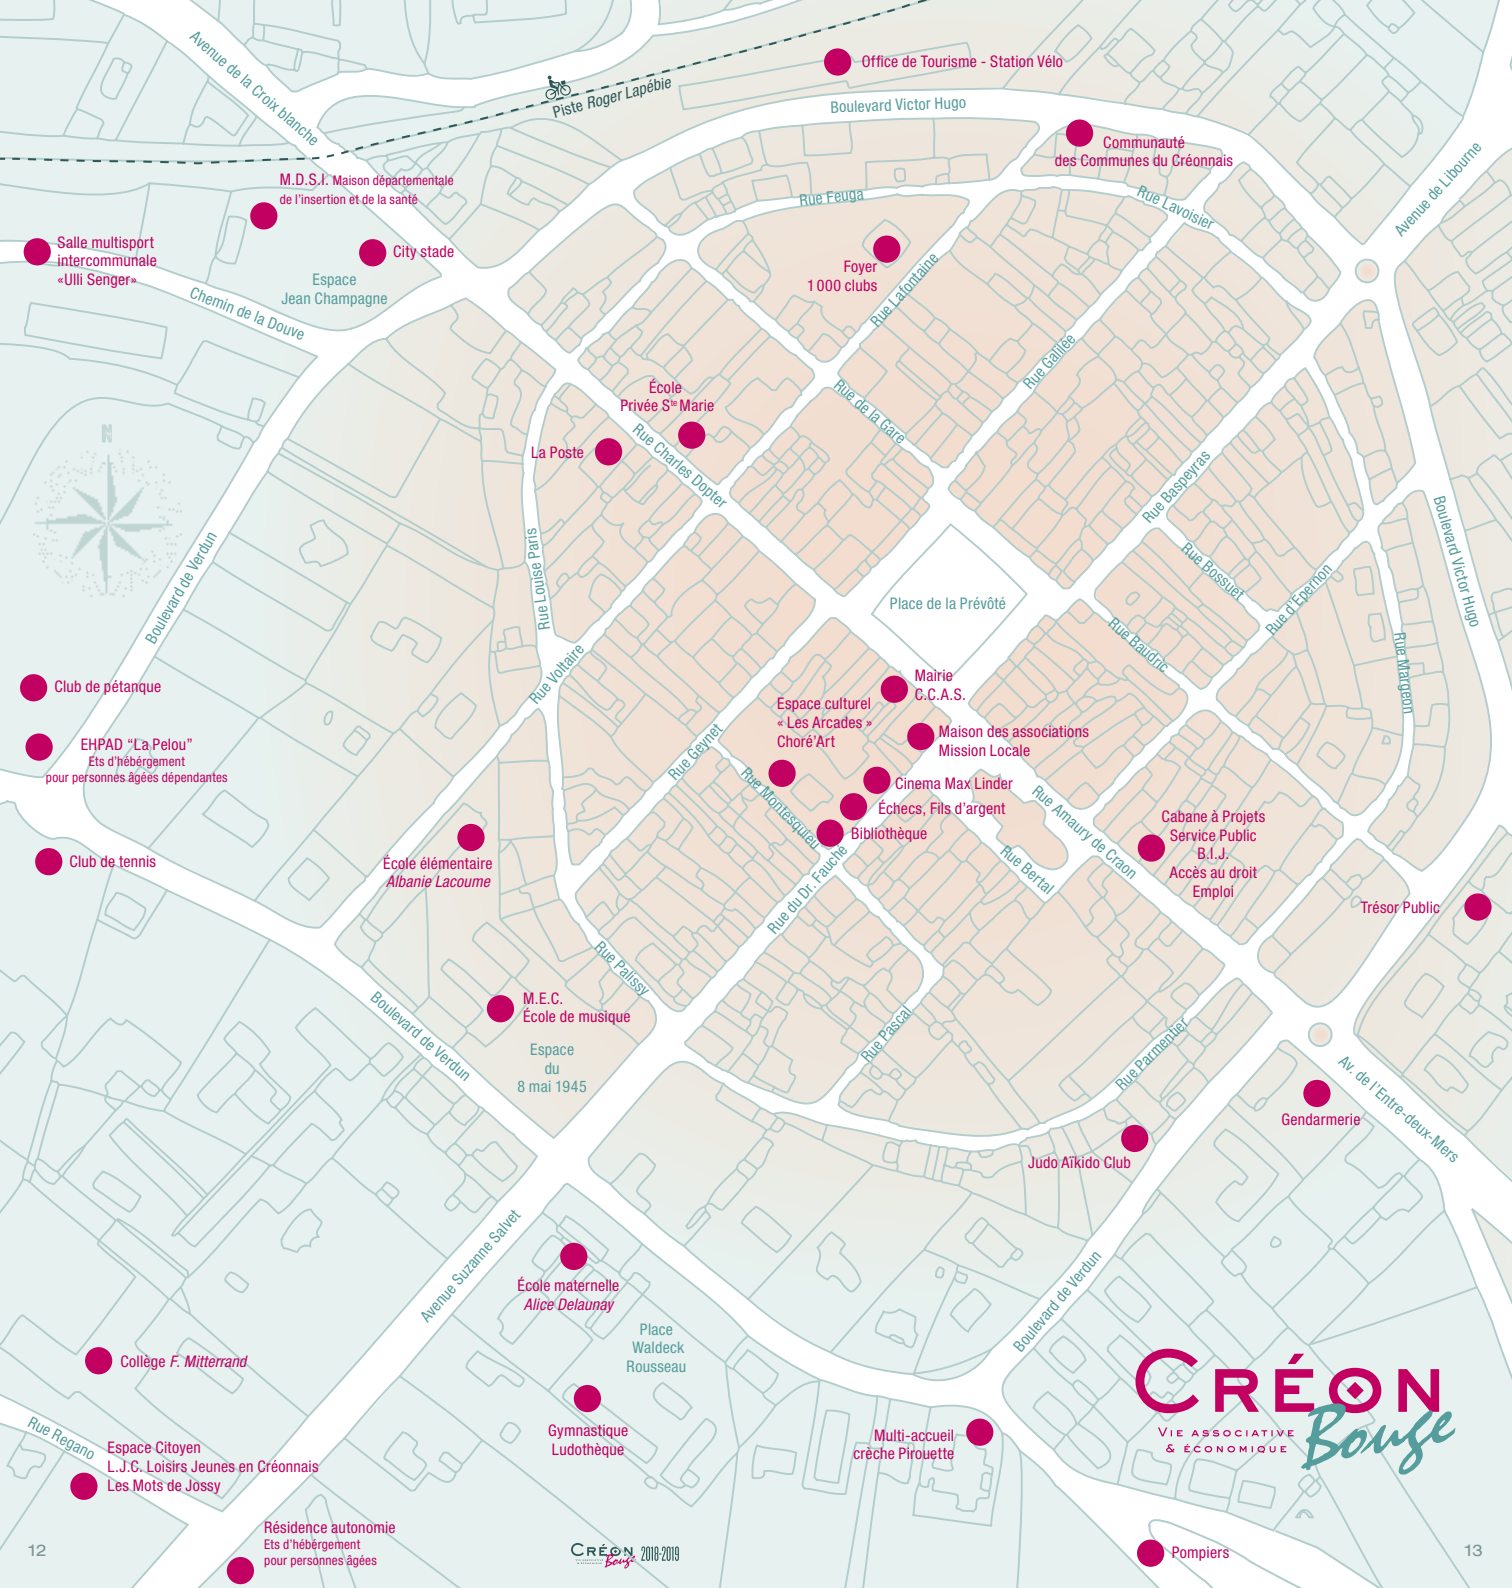 Avenue de la Croix blanche
Piste Roger Lapébie
Office de Tourisme - Station Vélo
Boulevard Victor Hugo
Communauté
des Communes du Créonnais
Avenue de Libourne
M.D.S.I. Maison départementale
de l'insertion et de la santé
Rue Feuga
Rue Lavoisier
Salle multisport
intercommunale
«Ulli Senger»
City stade
Espace
Jean Champagne
Chemin de la Douve
Foyer
1 000 clubs
Rue Lafontaine
Rue Galilée
Rue de la Gare
École
Privée Ste Marie
Rue Charles Dopter
La Poste
N
Rue Baspeyras
Boulevard Victor Hugo
Rue Louise Paris
Boulevard de Verdun
Rue Bossuet
Rue d'Epernon
Place de la Prévôté
Rue Baudric
Rue Margeon
Rue Voltaire
Club de pétanque
Mairie
C.C.A.S.
Espace culturel
« Les Arcades »
Choré'Art
Maison des associations
Mission Locale
EHPAD “La Pelou”
Ets d'hébérgement
pour personnes âgées dépendantes
Rue Geynet
Rue Montesquieu
Cinema Max Linder
Échecs, Fils d'argent
Bibliothèque
Rue Amaury de Craon
Rue Bertal
Cabane à Projets
Service Public
B.I.J.
Accès au droit
Emploi
Club de tennis
École élémentaire
Albanie Lacoume
Rue du Dr. Fauche
Trésor Public
Rue Palissy
M.E.C.
École de musique
Boulevard de Verdun
Espace
du
8 mai 1945
Rue Pascal
Rue Parmentier
Av. de l'Entre-deux-Mers
Gendarmerie
Judo Aïkido Club
Avenue Suzanne Salvet
École maternelle
Alice Delaunay
Place
Waldeck
Rousseau
Boulevard de Verdun
Collège F. Mitterrand
CRÉON
Bouge
VIE ASSOCIATIVE
& ÉCONOMIQUE
Gymnastique
Ludothèque
Multi-accueil
crèche Pirouette
Rue Regano
Espace Citoyen
L.J.C. Loisirs Jeunes en Créonnais
Les Mots de Jossy
Résidence autonomie
Ets d'hébérgement
pour personnes âgées
Pompiers
12
CRÉON
Bouge
2018-2019
13